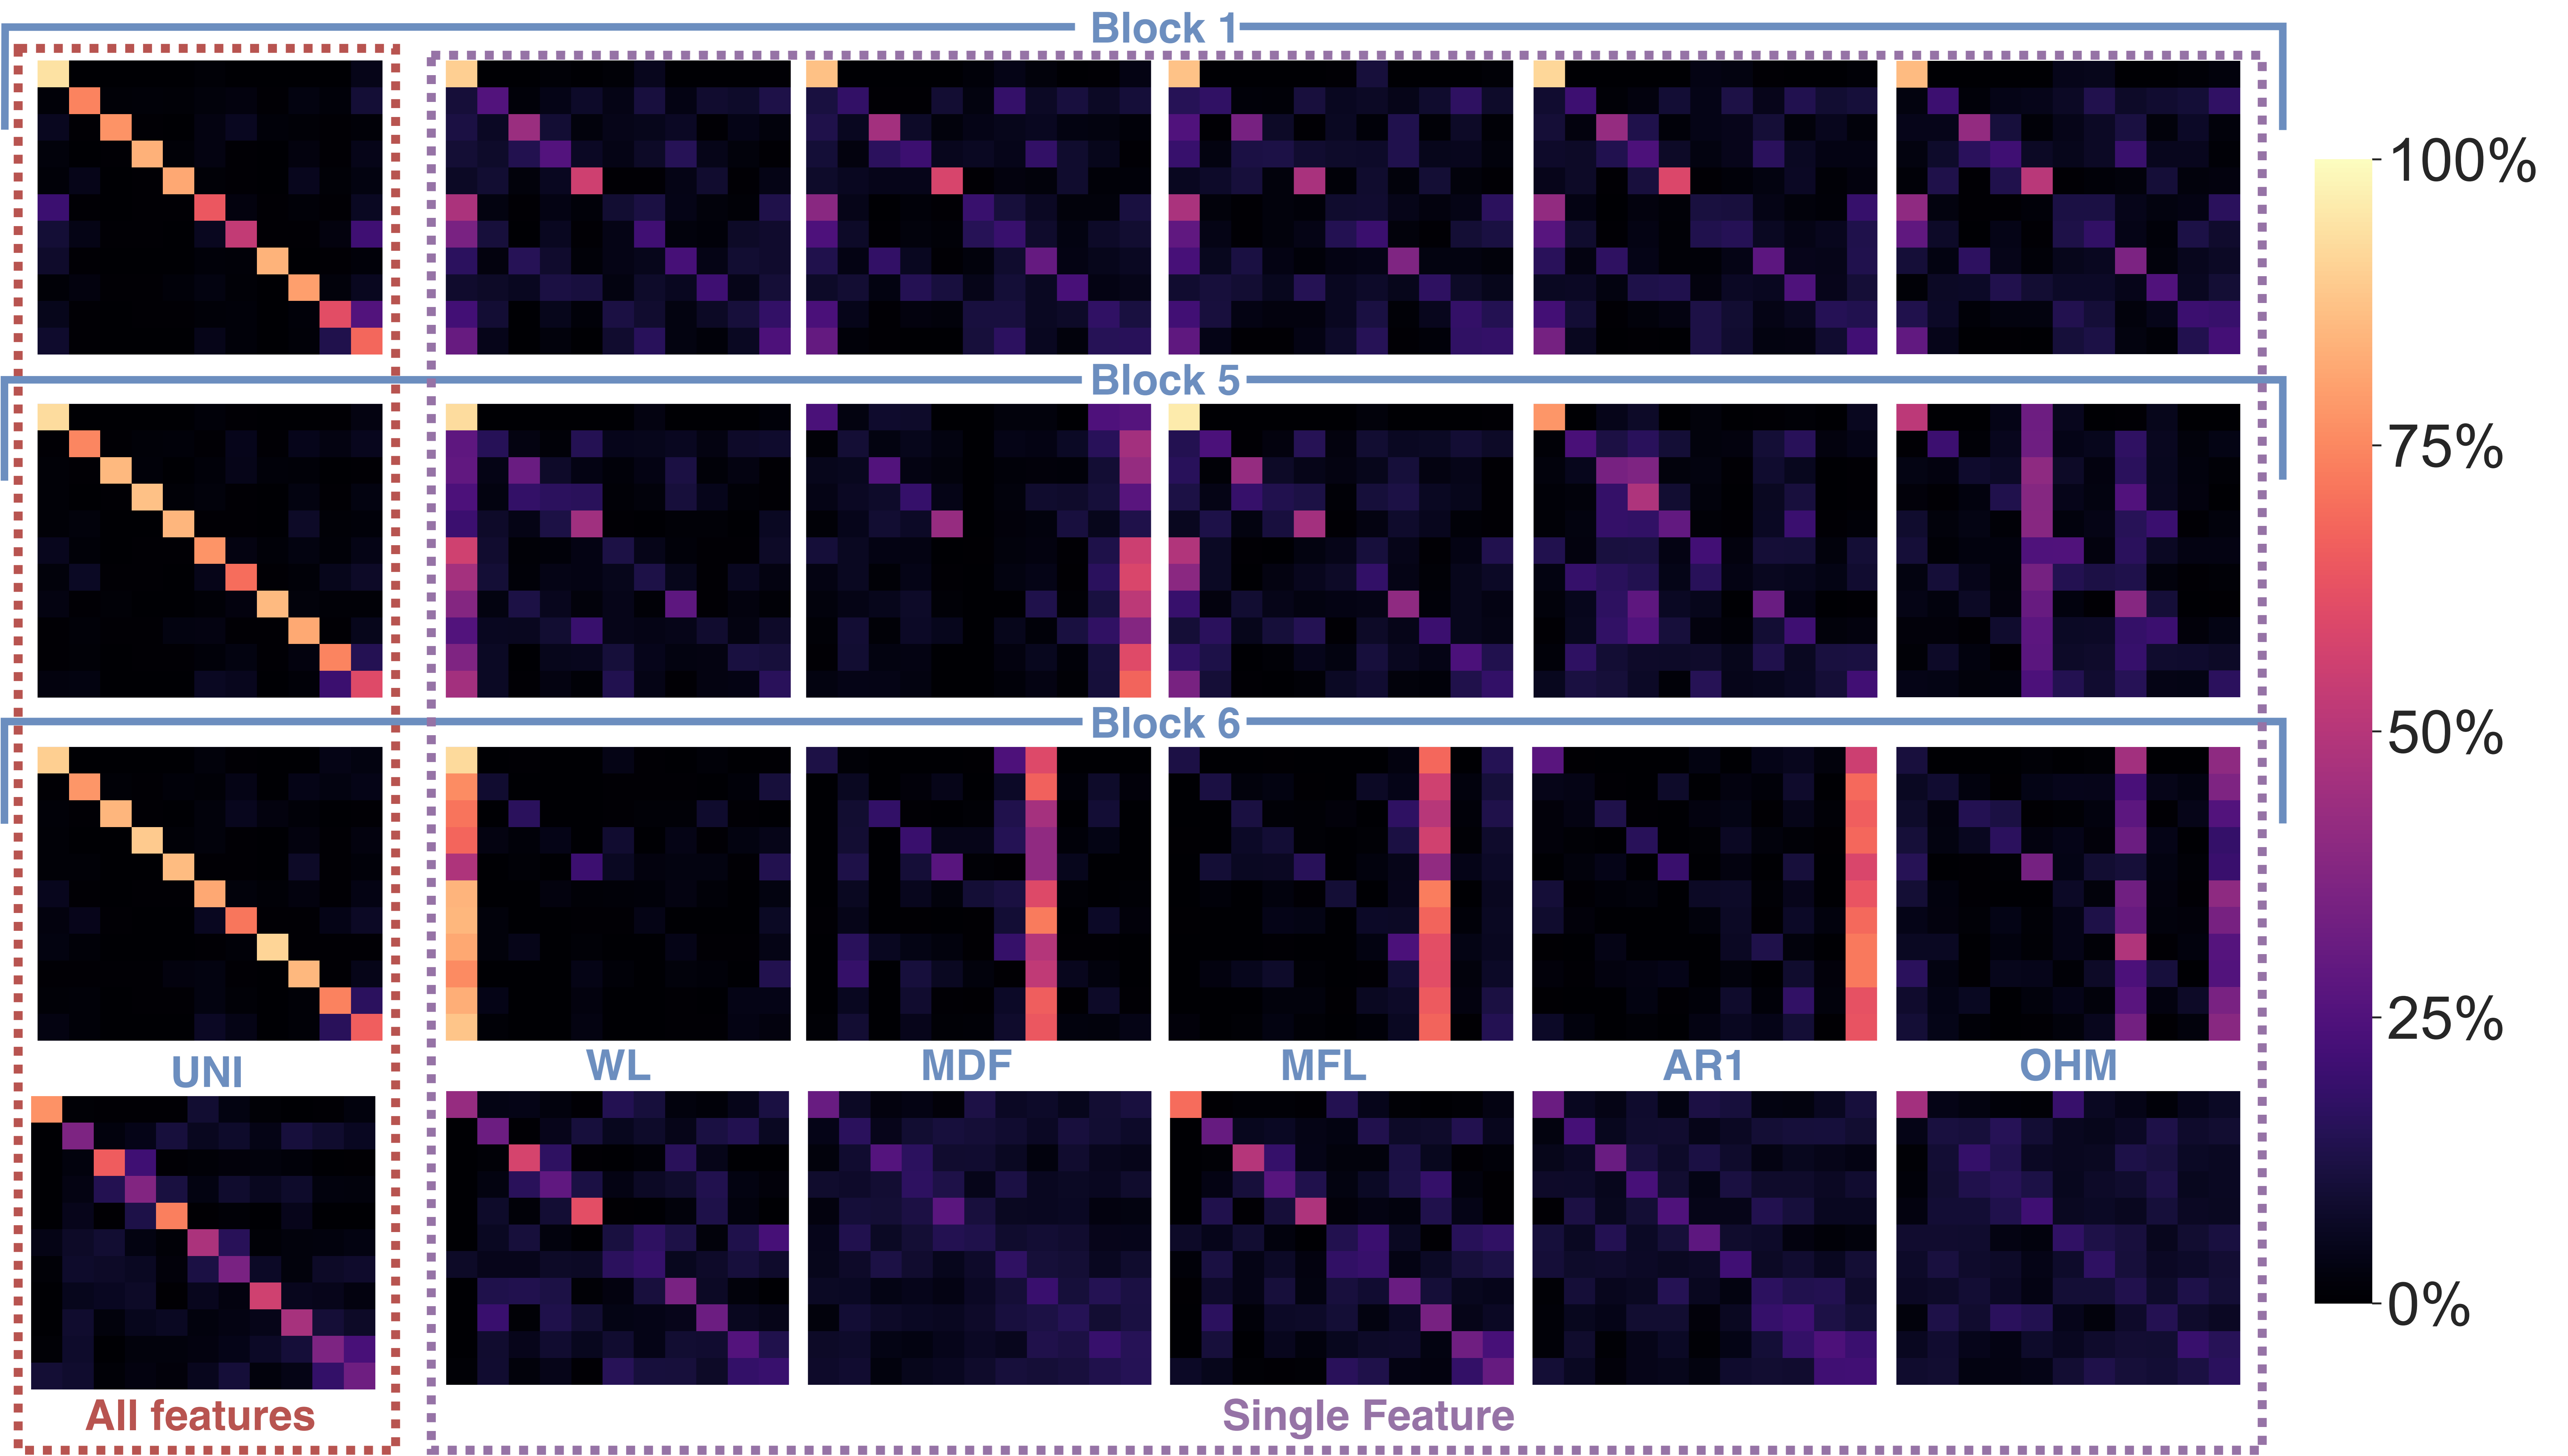 Block 1
100%
Block 5
75%
Block 6
50%
25%
UNI
WL
MDF
MFL
AR1
OHM
0%
All features
Single Feature